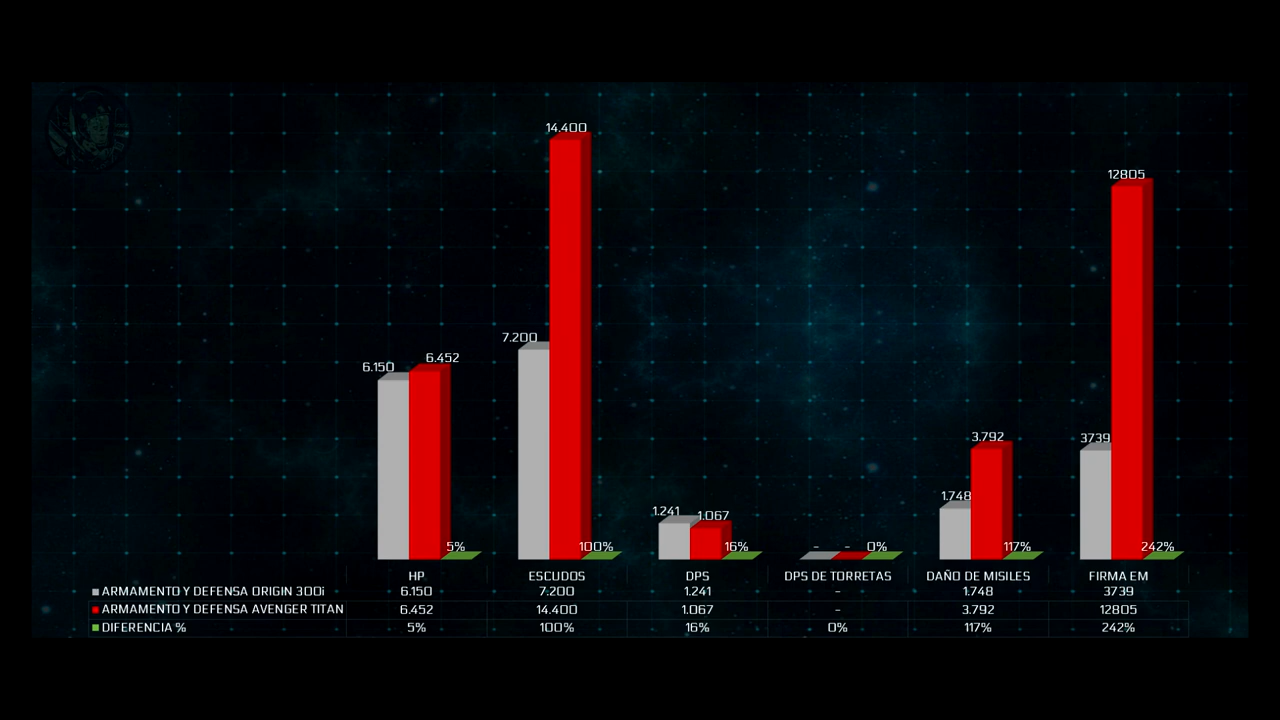 14.400
12805
6.150 6.452 7.200 1.241 1.067 1.748 3.792 3739
5% 100% 16% - - 0% 117% 242%
HP ESCUDOS DPS DPS DE TORRETAS DAÑO DE MISILES FIRMA EM
ARMAMENTO Y DEFENSA ORIGIN 300i 6.150 7.200 1.241 - 1.748 3739
ARMAMENTO Y DEFENSA AVENGER TITAN 6.452 14.400 1.067 - 3.792 12805
DIFERENCIA % 5% 100% 16% 0% 117% 242%